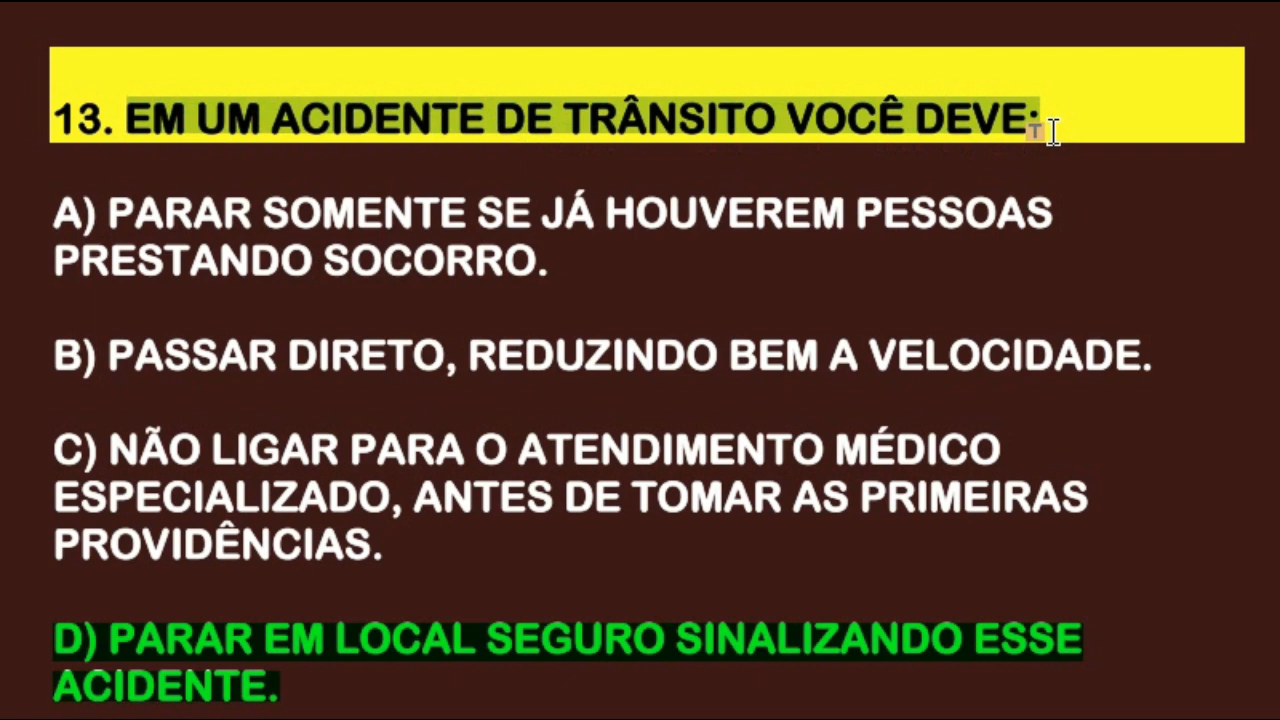 13. EM UM ACIDENTE DE TRÂNSITO VOCÊ DEVE:
A) PARAR SOMENTE SE JÁ HOUVEREM PESSOAS
PRESTANDO SOCORRO.
B) PASSAR DIRETO, REDUZINDO BEM A VELOCIDADE.
C) NÃO LIGAR PARA O ATENDIMENTO MÉDICO
ESPECIALIZADO, ANTES DE TOMAR AS PRIMEIRAS
PROVIDÊNCIAS.
D) PARAR EM LOCAL SEGURO SINALIZANDO ESSE
ACIDENTE.